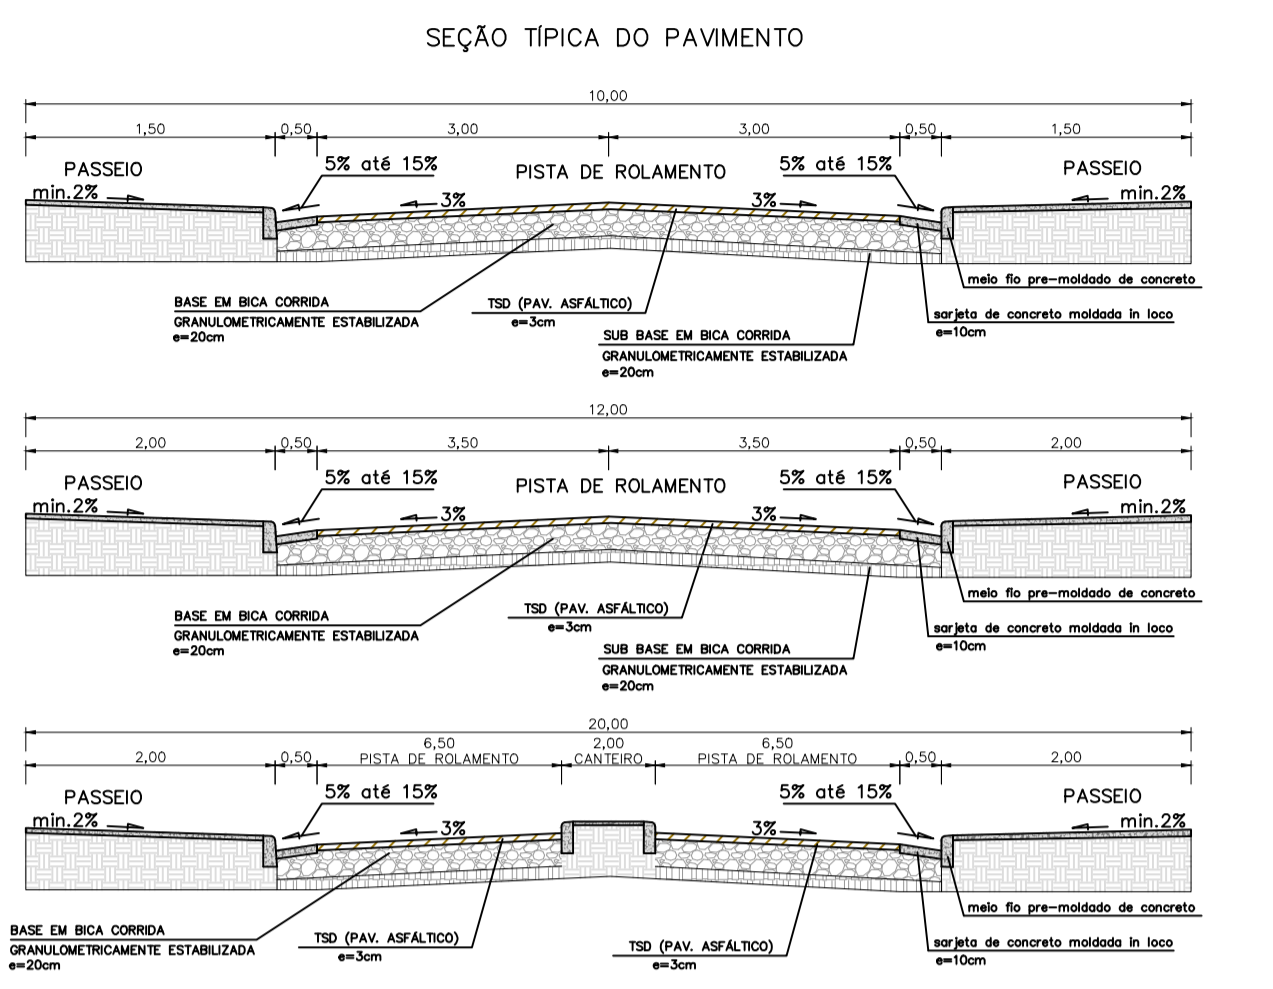 SEÇÃO TÍPICA DO PAVIMENTO
10,00
1,50 0,50 3,00 3,00 0,50 1,50
PASSEIO 5% até 15% PISTA DE ROLAMENTO 5% até 15% PASSEIO
min.2% 3% 3% min.2%
meio fio pre-moldado de concreto
BASE EM BICA CORRIDA
GRANULOMETRICAMENTE ESTABILIZADA
e=20cm
TSD (PAV. ASFÁLTICO)
e=3cm
sarjeta de concreto moldada in loco
e=10cm
SUB BASE EM BICA CORRIDA
GRANULOMETRICAMENTE ESTABILIZADA
e=20cm
12,00
2,00 0,50 3,50 3,50 0,50 2,00
PASSEIO 5% até 15% PISTA DE ROLAMENTO 5% até 15% PASSEIO
min.2% 3% 3% min.2%
meio fio pre-moldado de concreto
BASE EM BICA CORRIDA
GRANULOMETRICAMENTE ESTABILIZADA
e=20cm
TSD (PAV. ASFÁLTICO)
e=3cm
sarjeta de concreto moldada in loco
e=10cm
SUB BASE EM BICA CORRIDA
GRANULOMETRICAMENTE ESTABILIZADA
e=20cm
20,00
6,50 2,00 6,50
2,00 0,50 PISTA DE ROLAMENTO CANTEIRO PISTA DE ROLAMENTO 0,50 2,00
PASSEIO 5% até 15% 5% até 15% PASSEIO
min.2% 3% 3% min.2%
meio fio pre-moldado de concreto
BASE EM BICA CORRIDA
GRANULOMETRICAMENTE ESTABILIZADA
e=20cm
TSD (PAV. ASFÁLTICO)
e=3cm
TSD (PAV. ASFÁLTICO)
e=3cm
sarjeta de concreto moldada in loco
e=10cm